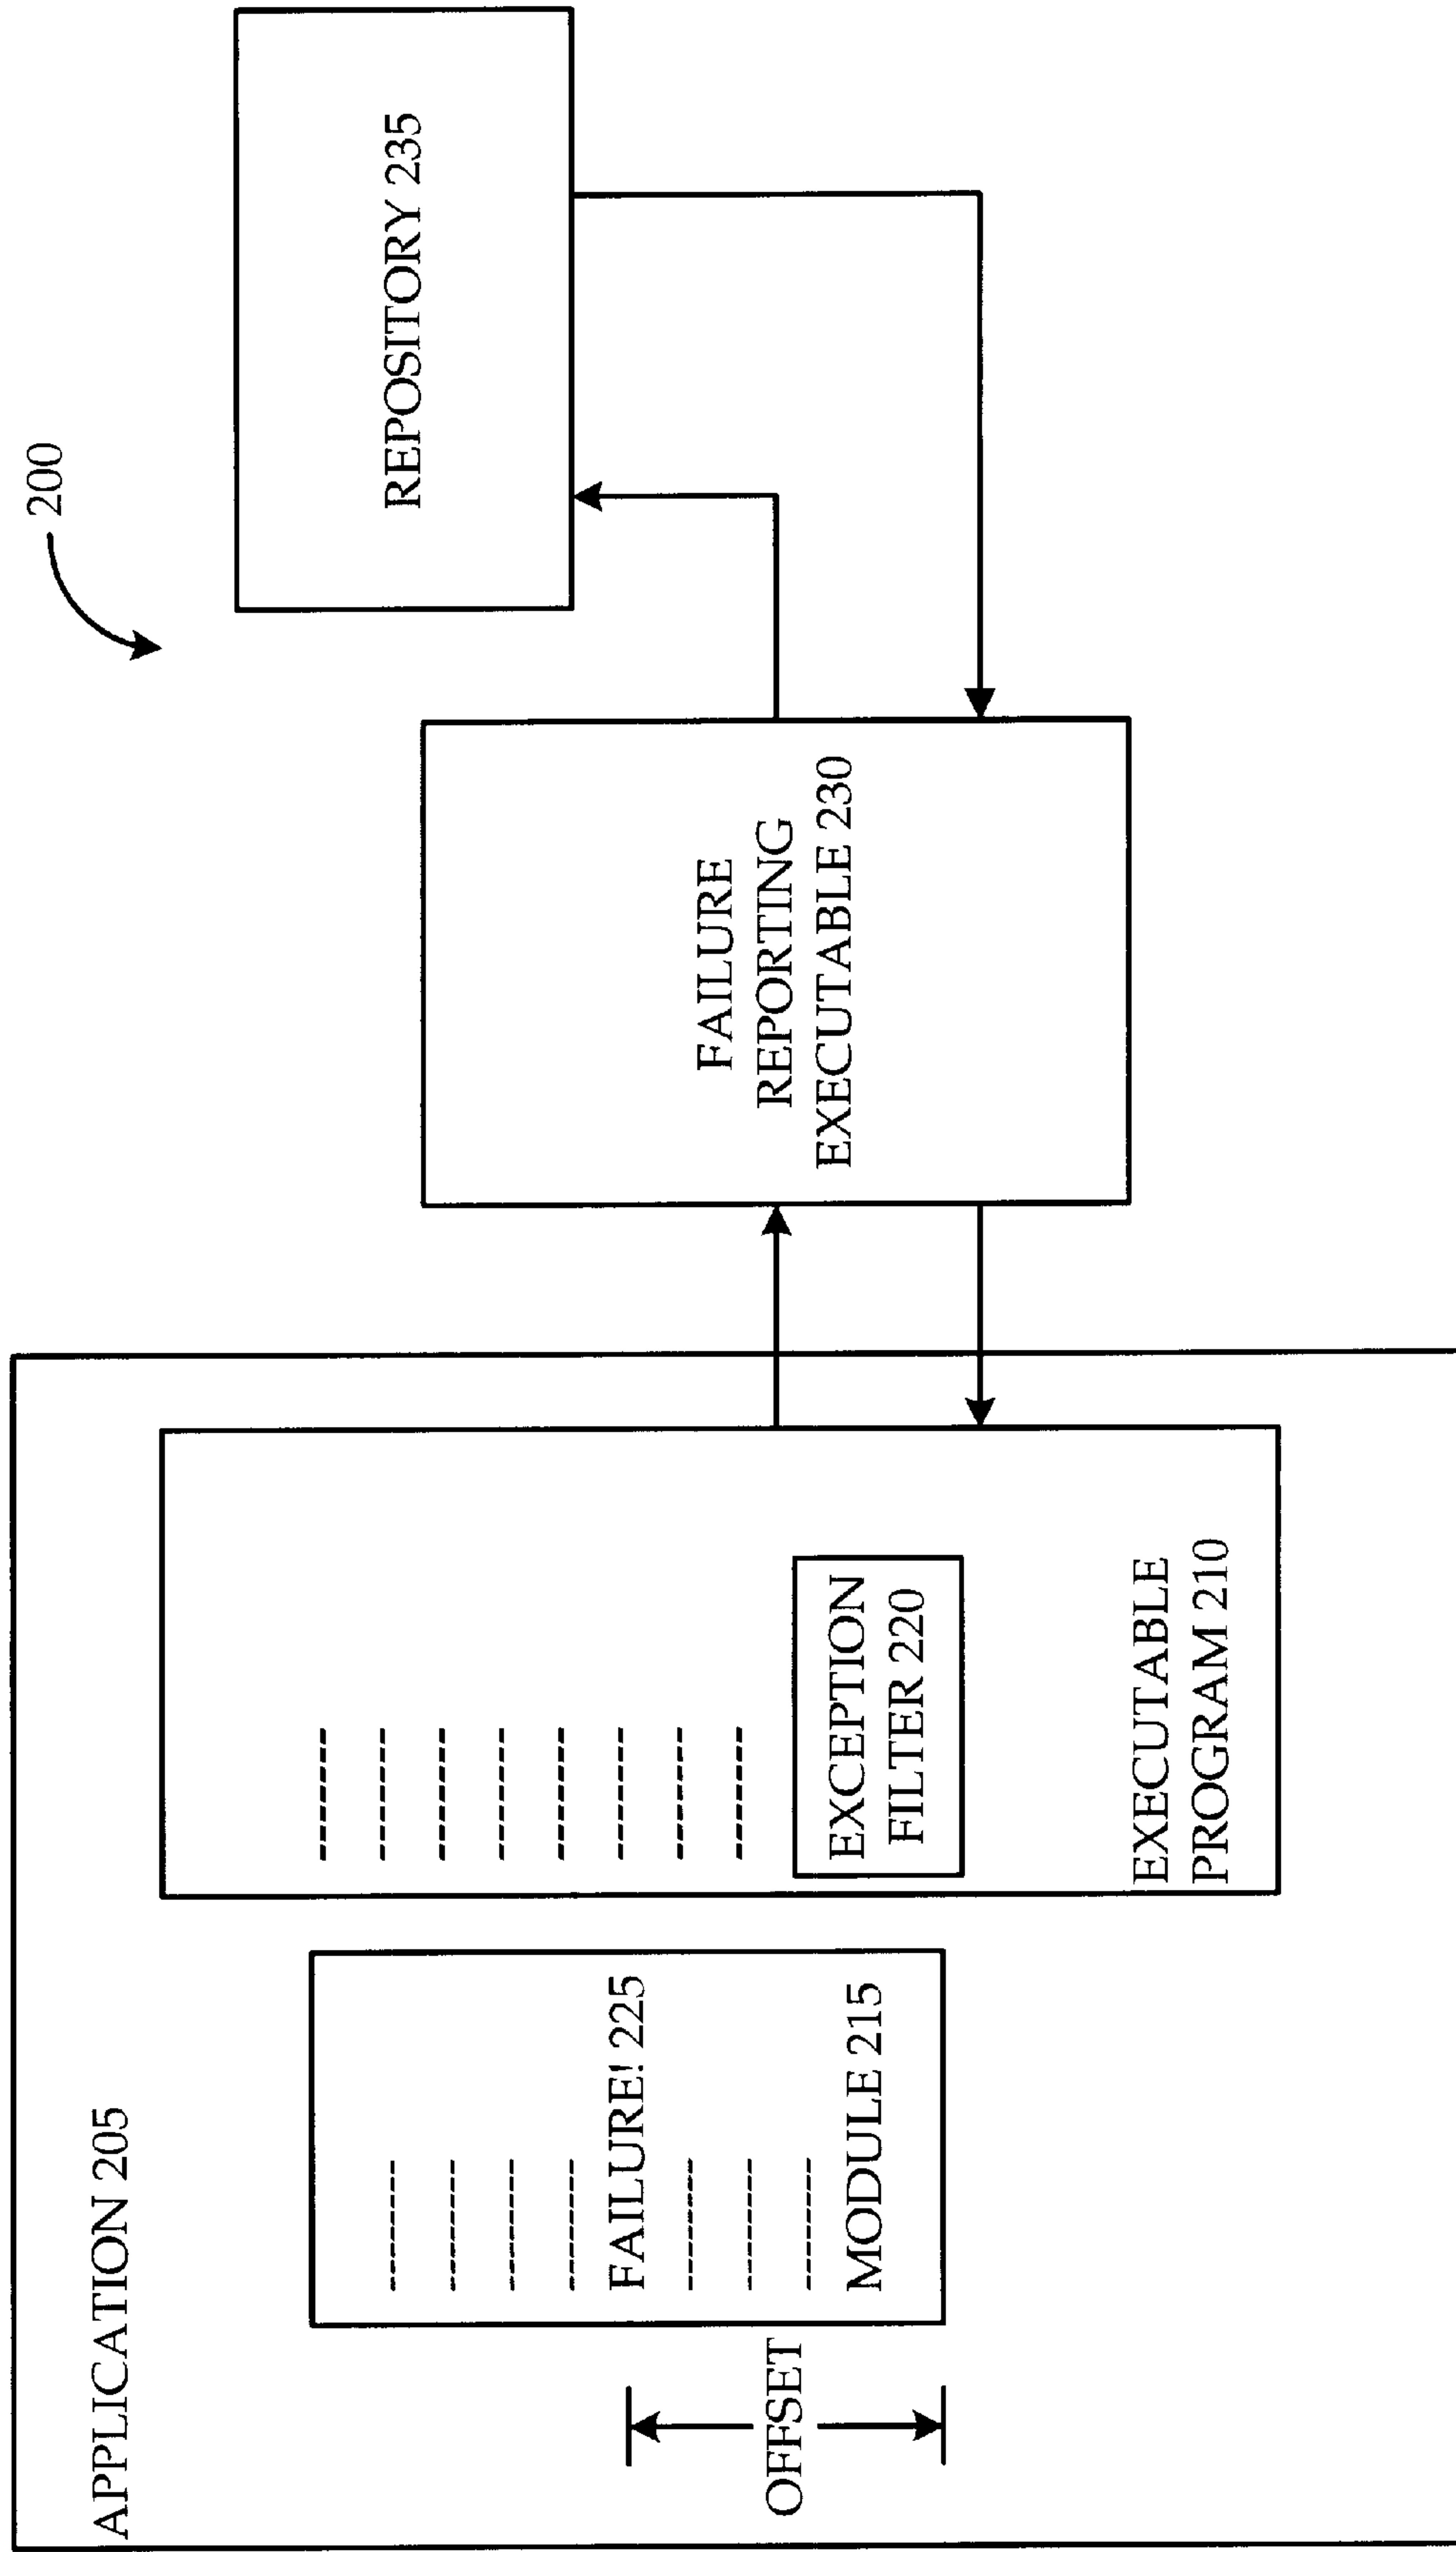 200
APPLICATION 205
OFFSET
FAILURE! 225
MODULE 215
EXCEPTION
FILTER 220
EXECUTABLE
PROGRAM 210
FAILURE
REPORTING
EXECUTABLE 230
REPOSITORY 235